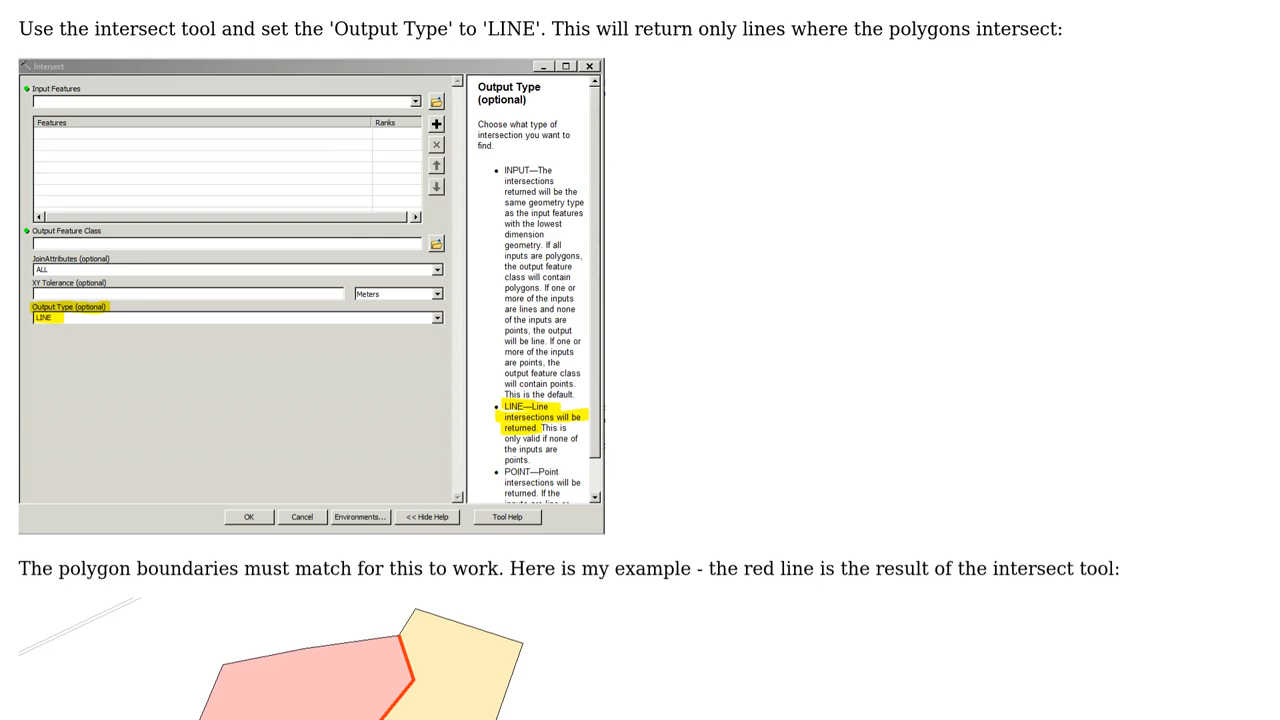 Use the intersect tool and set the 'Output Type' to 'LINE'. This will return only lines where the polygons intersect:
Intersect
Input Features
Features Ranks
Output Feature Class
JoinAttributes (optional)
ALL
XY Tolerance (optional)
Meters
Output Type (optional)
LINE
Output Type
(optional)
Choose what type of
intersection you want to
find.
INPUT—The
intersections
returned will be the
same geometry type
as the input features
with the lowest
dimension
geometry. If all
inputs are polygons,
the output feature
class will contain
polygons. If one or
more of the inputs
are lines and none
of the inputs are
points, the output
will be line. If one or
more of the inputs
are points, the
output feature class
will contain points.
This is the default.
LINE—Line
intersections will be
returned. This is
only valid if none of
the inputs are
points.
POINT—Point
intersections will be
returned. If the
OK Cancel Environments... << Hide Help Tool Help
The polygon boundaries must match for this to work. Here is my example - the red line is the result of the intersect tool: